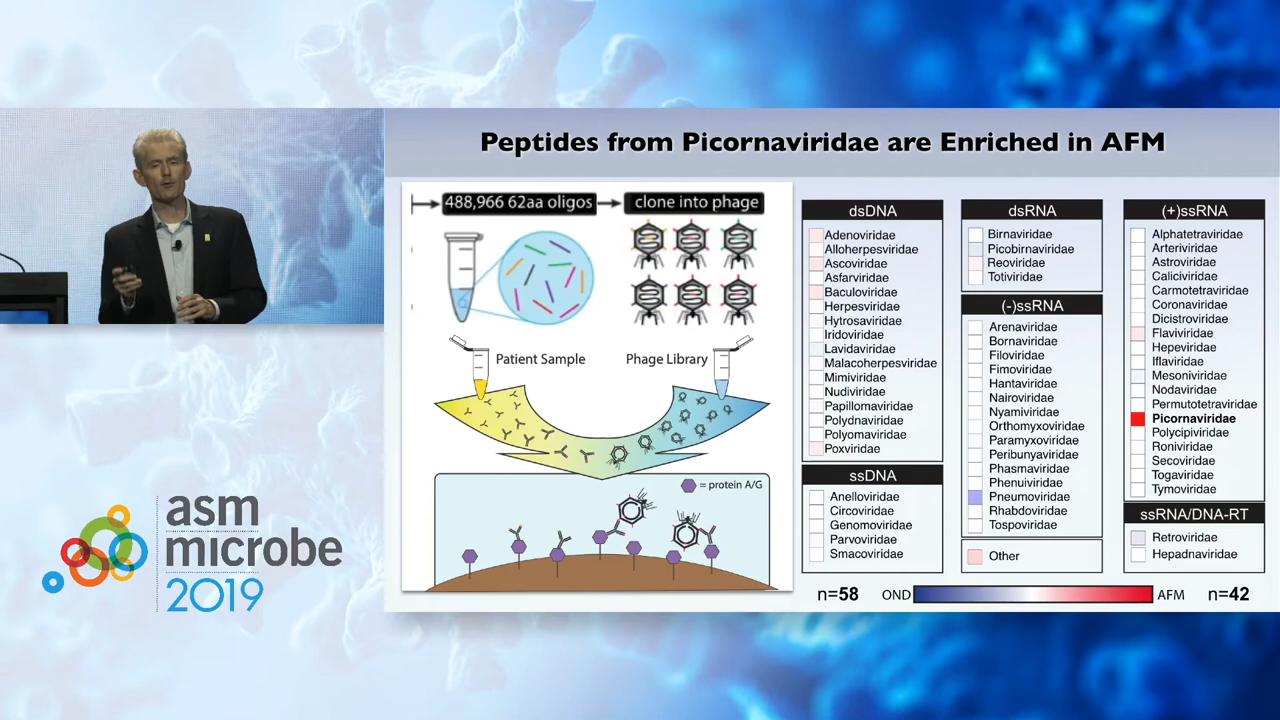 Peptides from Picornaviridae are Enriched in AFM
488,966 62aa oligos
clone into phage
Patient Sample
Phage Library
= protein A/G
dsDNA
Adenoviridae
Alloherpesviridae
Ascoviridae
Asfarviridae
Baculoviridae
Herpesviridae
Hytrosaviridae
Iridoviridae
Lavidaviridae
Malacoherpesviridae
Mimiviridae
Nudiviridae
Papillomaviridae
Polydnaviridae
Polyomaviridae
Poxviridae
ssDNA
Anelloviridae
Circoviridae
Genomoviridae
Parvoviridae
Smacoviridae
dsRNA
Birnaviridae
Picobirnaviridae
Reoviridae
Totiviridae
(-)ssRNA
Arenaviridae
Bornaviridae
Filoviridae
Fimoviridae
Hantaviridae
Nairoviridae
Nyamiviridae
Orthomyxoviridae
Paramyxoviridae
Peribunyaviridae
Phasmaviridae
Phenuiviridae
Pneumoviridae
Rhabdoviridae
Tospoviridae
Other
(+)ssRNA
Alphatetraviridae
Arteriviridae
Astroviridae
Caliciviridae
Carmotetraviridae
Coronaviridae
Dicistroviridae
Flaviviridae
Hepeviridae
Iflaviridae
Mesoniviridae
Nodaviridae
Permutotetraviridae
Picornaviridae
Polycipiviridae
Roniviridae
Secoviridae
Togaviridae
Tymoviridae
ssRNA/DNA-RT
Retroviridae
Hepadnaviridae
n=58 OND AFM n=42
asm
microbe
2019